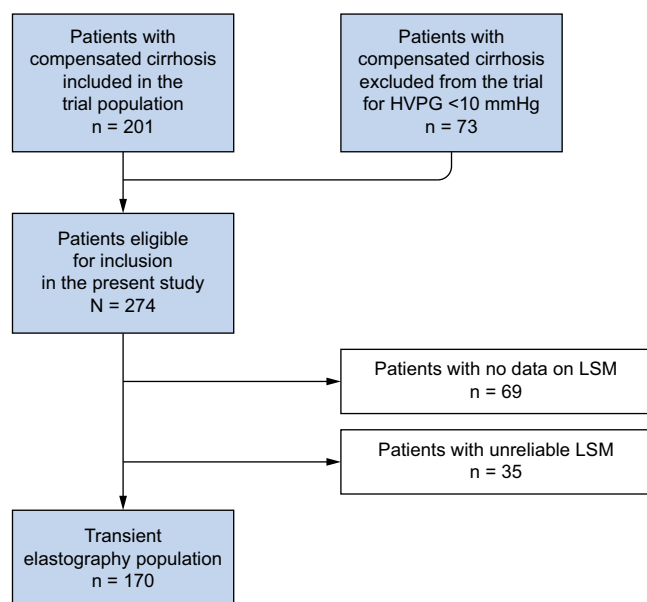 Patients with
compensated cirrhosis
included in the
trial population
n = 201
Patients with
compensated cirrhosis
excluded from the trial
for HVPG <10 mmHg
n = 73
Patients eligible
for inclusion
in the present study
N = 274
Patients with no data on LSM
n = 69
Patients with unreliable LSM
n = 35
Transient
elastography population
n = 170